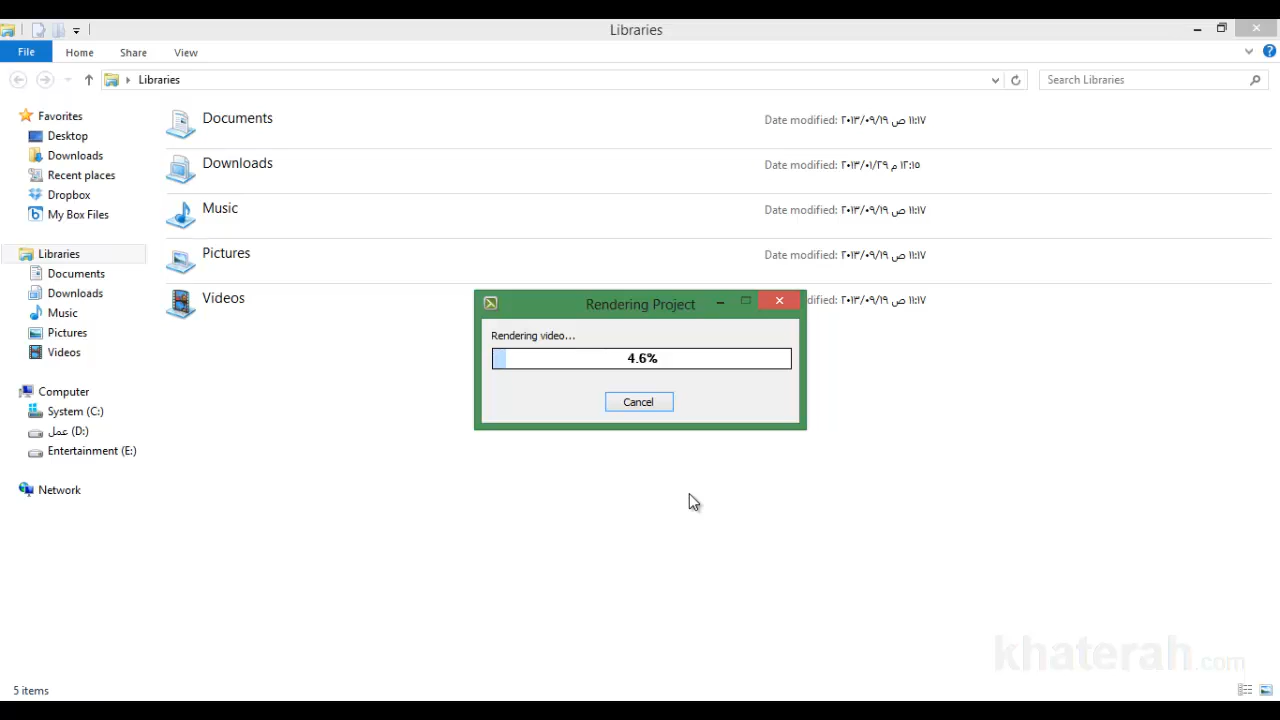 Libraries
File
Home
Share
View
Libraries
Search Libraries
Favorites
Desktop
Downloads
Recent places
Dropbox
My Box Files
Libraries
Documents
Downloads
Music
Pictures
Videos
Computer
System (C:)
عمل (D:)
Entertainment (E:)
Network
Documents
Date modified: ٢٠١٣/٠٩/١٩ ص ١١:١٧
Downloads
Date modified: ٢٠١٣/٠١/٢٩ م ١٢:١٥
Music
Date modified: ٢٠١٣/٠٩/١٩ ص ١١:١٧
Pictures
Date modified: ٢٠١٣/٠٩/١٩ ص ١١:١٧
Videos
dified: ٢٠١٣/٠٩/١٩ ص ١١:١٧
Rendering Project
Rendering video...
4.6%
Cancel
khaterah.com
5 items